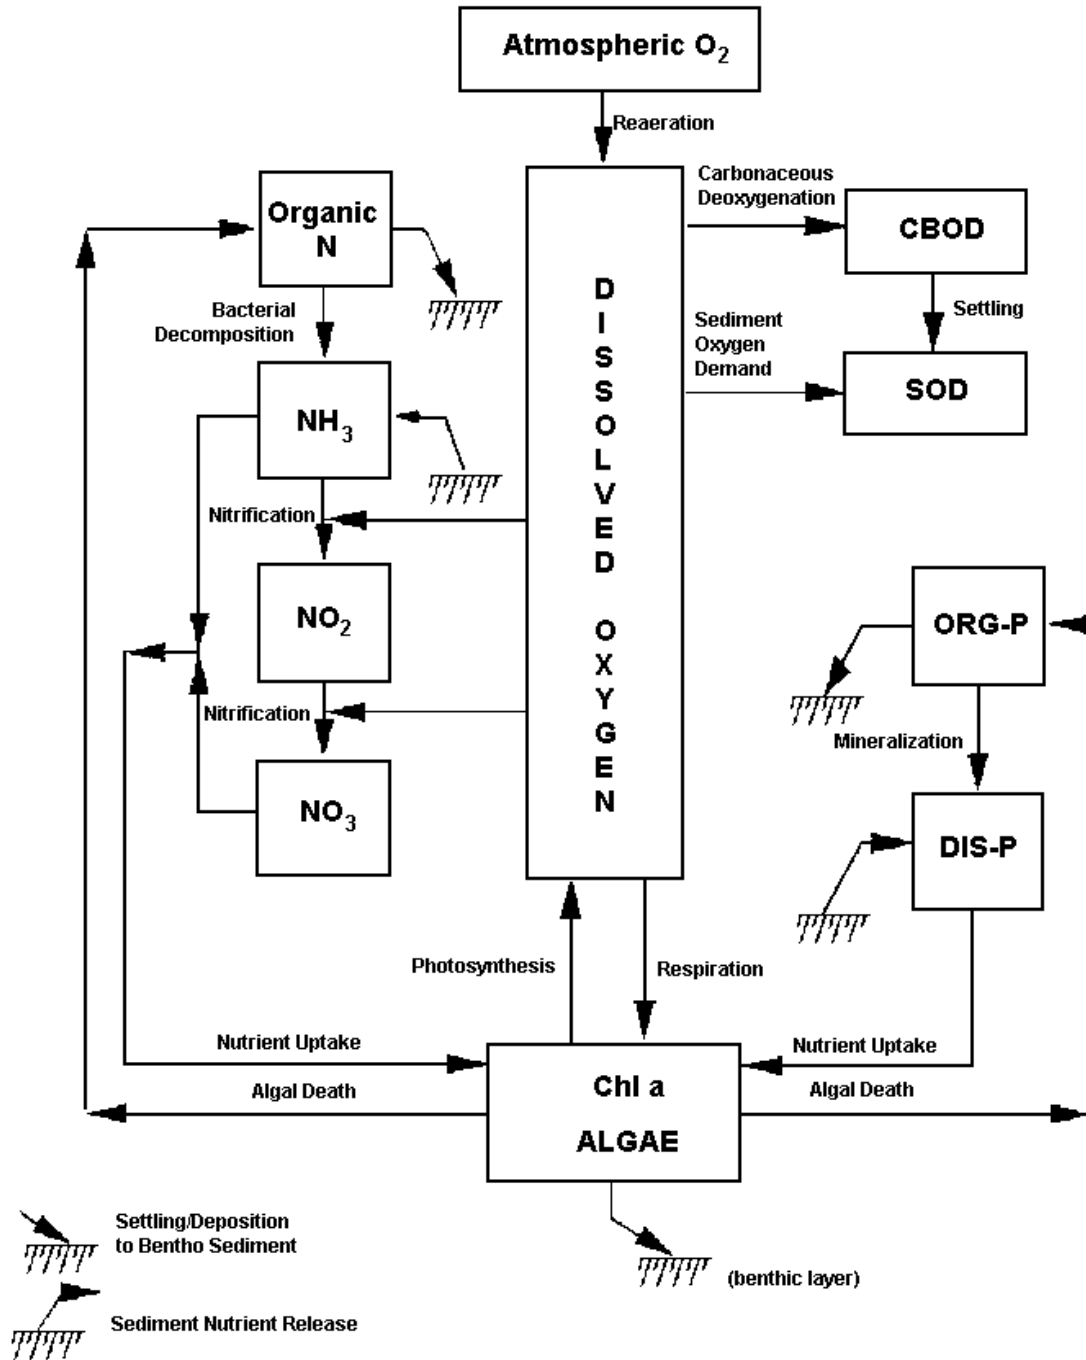 Atmospheric O₂
Reaeration
Carbonaceous
Deoxygenation
CBOD
Settling
Sediment
Oxygen
Demand
SOD
Organic
N
Bacterial
Decomposition
NH₃
Nitrification
NO₂
Nitrification
NO₃
DISSOLVED OXYGEN
ORG-P
Mineralization
DIS-P
Photosynthesis
Respiration
Nutrient Uptake
Algal Death
Nutrient Uptake
Algal Death
Chl a
ALGAE
(benthic layer)
Settling/Deposition
to Bentho Sediment
Sediment Nutrient Release